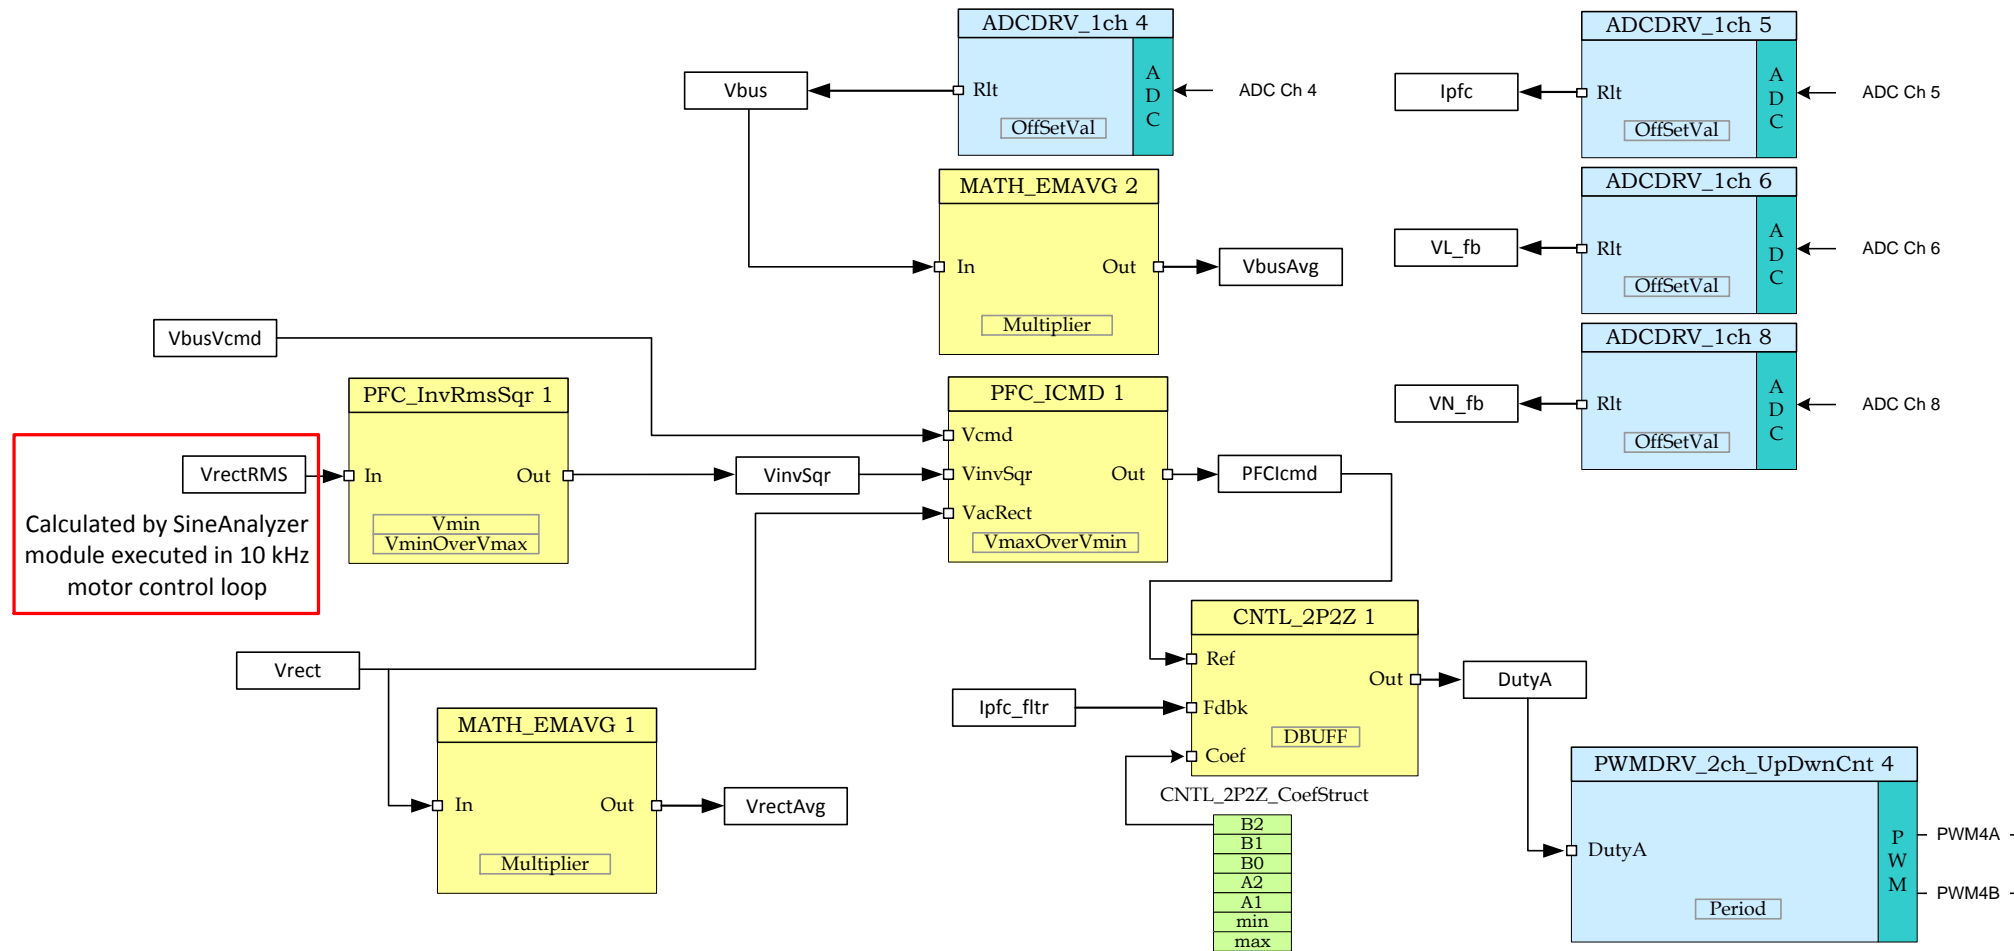 ADCDRV_1ch 4
Vbus
Rlt
OffSetVal
A
D
C
ADC Ch 4
ADCDRV_1ch 5
Ipfc
Rlt
OffSetVal
A
D
C
ADC Ch 5
MATH_EMAVG 2
In
Out
Multiplier
VbusAvg
ADCDRV_1ch 6
VL_fb
Rlt
OffSetVal
A
D
C
ADC Ch 6
VbusVcmd
ADCDRV_1ch 8
VN_fb
Rlt
OffSetVal
A
D
C
ADC Ch 8
PFC_InvRmsSqr 1
In
Out
Vmin
VminOverVmax
VrectRMS
Calculated by SineAnalyzer
module executed in 10 kHz
motor control loop
VinvSqr
PFC_ICMD 1
Vcmd
VinvSqr
VacRect
Out
VmaxOverVmin
PFCIcmd
Vrect
MATH_EMAVG 1
In
Out
Multiplier
VrectAvg
CNTL_2P2Z 1
Ref
Fdbk
Coef
Out
DBUFF
Ipfc_fltr
DutyA
CNTL_2P2Z_CoefStruct
B2
B1
B0
A2
A1
min
max
PWMDRV_2ch_UpDwnCnt 4
DutyA
Period
P
W
M
PWM4A
PWM4B